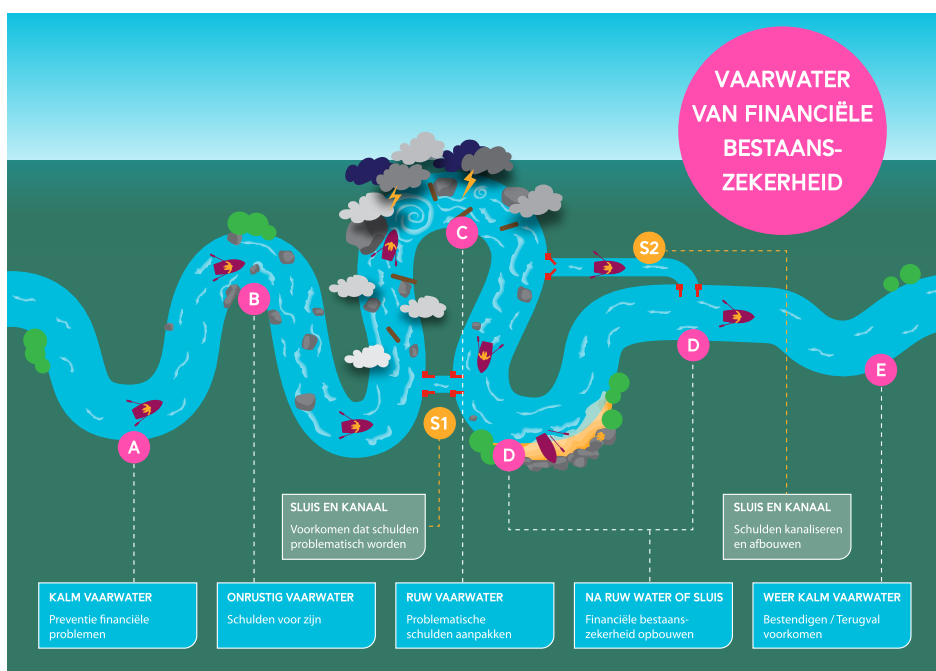 VAARWATER
VAN FINANCIËLE
BESTAANS-
ZEKERHEID
S2
C
B
D
E
A
S1
D
SLUIS EN KANAAL
Voorkomen dat schulden
problematisch worden
SLUIS EN KANAAL
Schulden kanaliseren
en afbouwen
KALM VAARWATER
Preventie financiële
problemen
ONRUSTIG VAARWATER
Schulden voor zijn
RUW VAARWATER
Problematische
schulden aanpakken
NA RUW WATER OF SLUIS
Financiële bestaans-
zekerheid opbouwen
WEER KALM VAARWATER
Bestendigen / Terugval
voorkomen